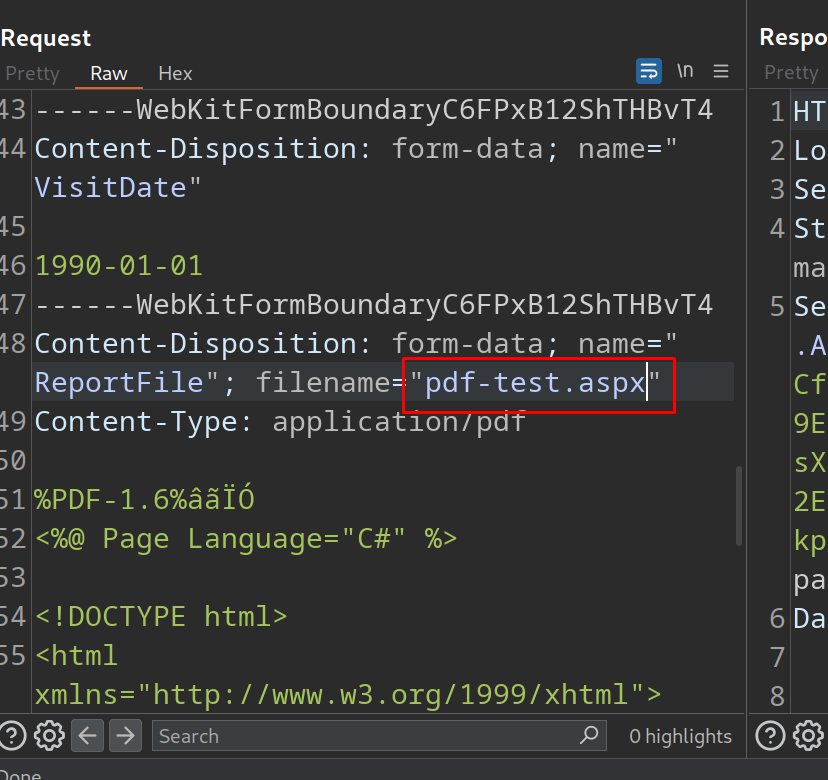 Request
Respo
Pretty Raw Hex \n
Pretty
43 ------WebKitFormBoundaryC6FPxB12ShTHBvT4
44 Content-Disposition: form-data; name="
VisitDate"
45
46 1990-01-01
47 ------WebKitFormBoundaryC6FPxB12ShTHBvT4
48 Content-Disposition: form-data; name="
ReportFile"; filename="pdf-test.aspx"
49 Content-Type: application/pdf
50
51 %PDF-1.6%âãÏÓ
52 <%@ Page Language="C#" %>
53
54 <!DOCTYPE html>
55 <html
xmlns="http://www.w3.org/1999/xhtml">
1 HT
2 Lo
3 Se
4 St
ma
5 Se
.A
Cf
9E
sX
2E
kp
pa
6 Da
7
8
Search
0 highlights
Done